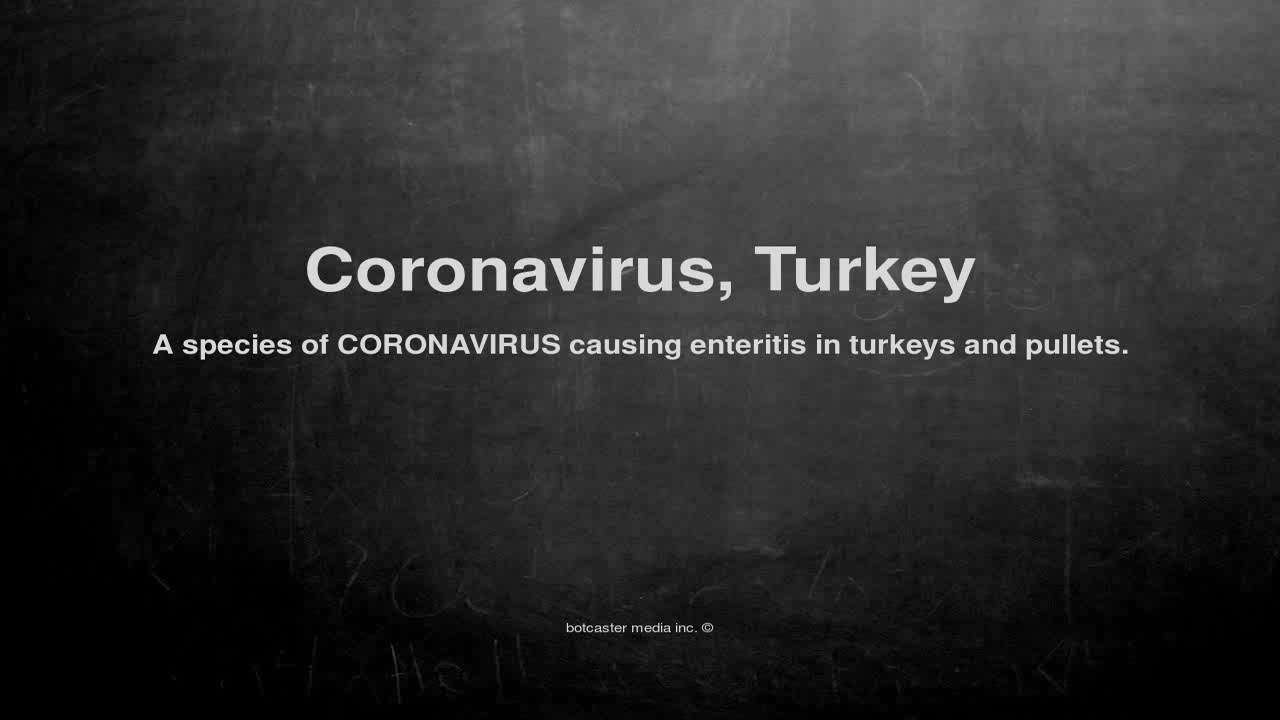 Coronavirus, Turkey
A species of CORONAVIRUS causing enteritis in turkeys and pullets.
botcaster media inc. ©